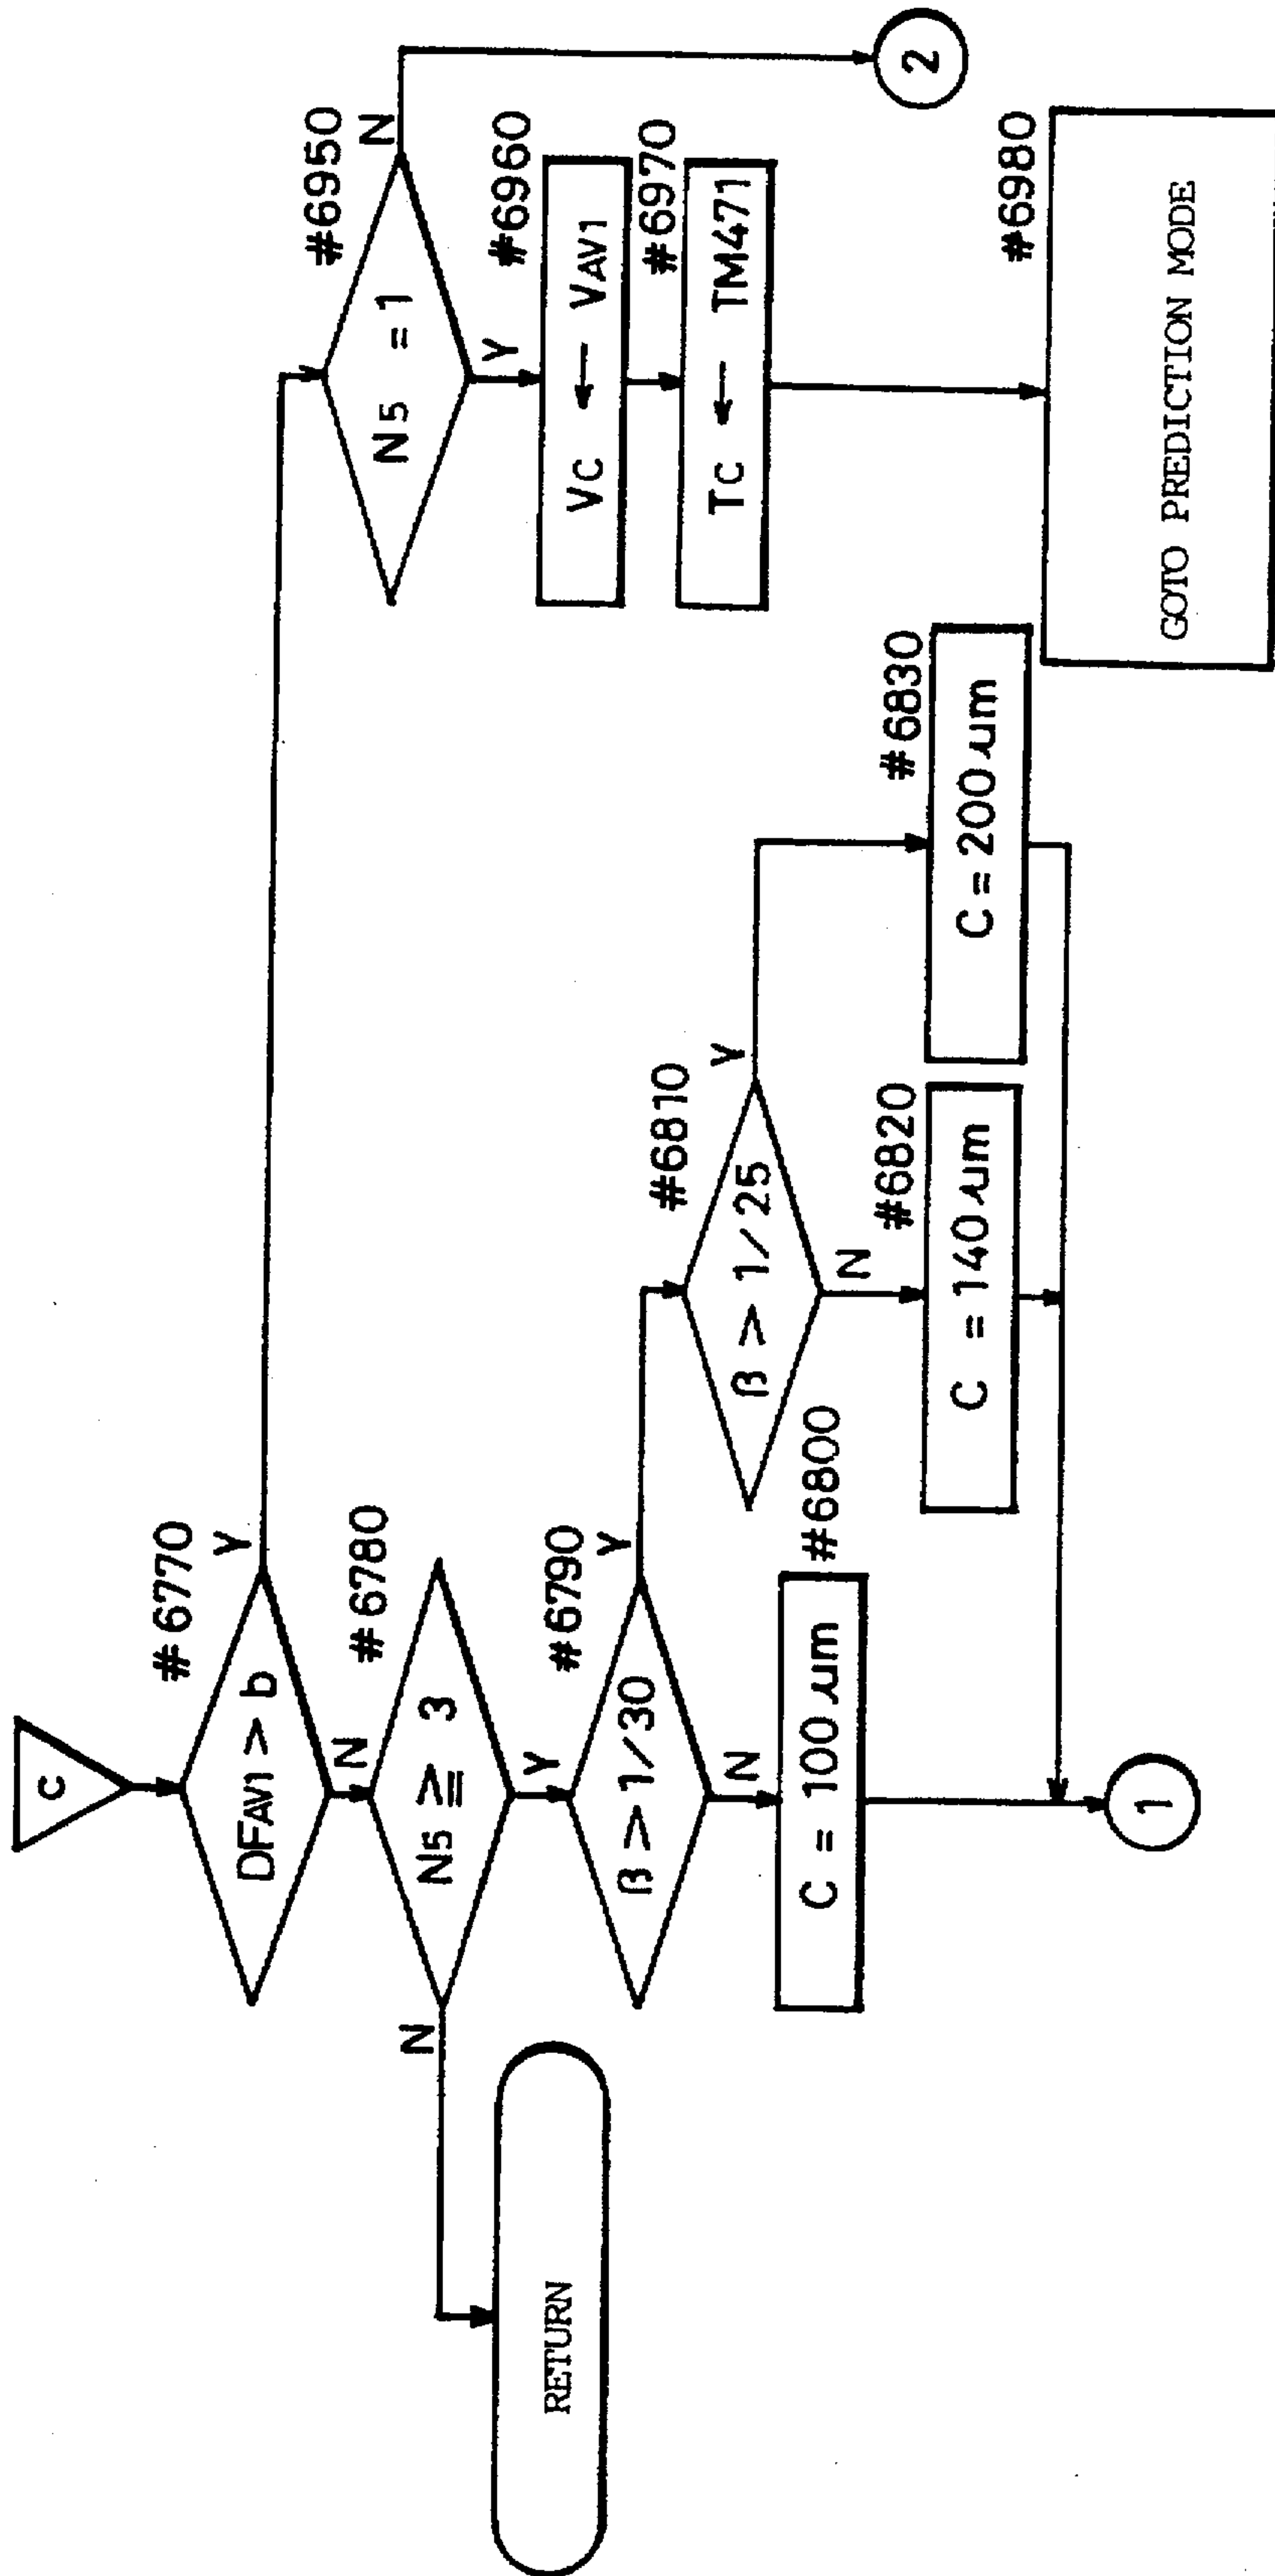 C
#6770
DFAV1 > b
Y
N
#6780
N5 ≧ 3
N
Y
RETURN
#6790
β > 1/30
Y
N
#6800
C = 100 μm
#6810
β > 1/25
Y
N
#6820
C = 140 μm
#6830
C = 200 μm
1
#6950
N5 = 1
N
Y
#6960
VC ← VAV1
#6970
TC ← TM471
#6980
GOTO PREDICTION MODE
2